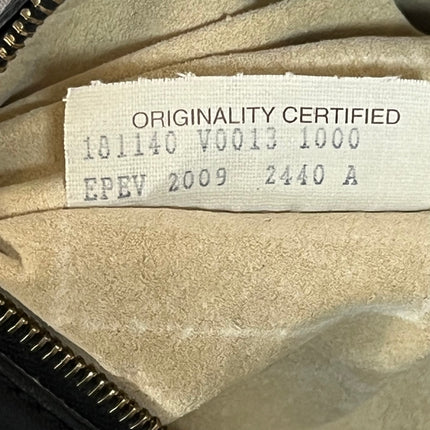 ORIGINALITY CERTIFIED
181140 V0013 1000
EPEV 2009 2440 A